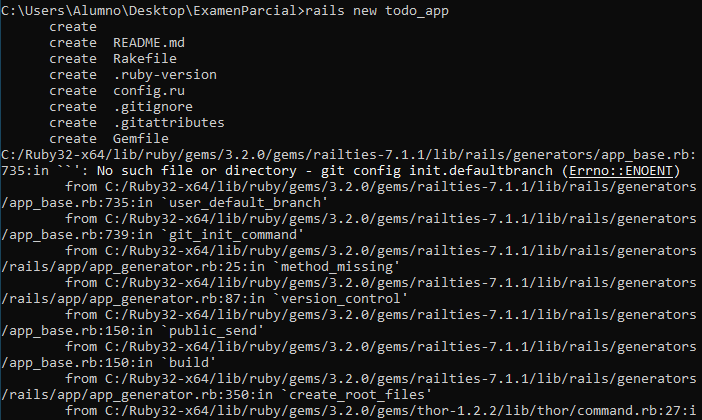 C:\Users\Alumno\Desktop\ExamenParcial>rails new todo_app
      create
      create  README.md
      create  Rakefile
      create  .ruby-version
      create  config.ru
      create  .gitignore
      create  .gitattributes
      create  Gemfile
C:/Ruby32-x64/lib/ruby/gems/3.2.0/gems/railties-7.1.1/lib/rails/generators/app_base.rb:
735:in ``': No such file or directory - git config init.defaultbranch (Errno::ENOENT)
        from C:/Ruby32-x64/lib/ruby/gems/3.2.0/gems/railties-7.1.1/lib/rails/generators
/app_base.rb:735:in `user_default_branch'
        from C:/Ruby32-x64/lib/ruby/gems/3.2.0/gems/railties-7.1.1/lib/rails/generators
/app_base.rb:739:in `git_init_command'
        from C:/Ruby32-x64/lib/ruby/gems/3.2.0/gems/railties-7.1.1/lib/rails/generators
/rails/app/app_generator.rb:25:in `method_missing'
        from C:/Ruby32-x64/lib/ruby/gems/3.2.0/gems/railties-7.1.1/lib/rails/generators
/rails/app/app_generator.rb:87:in `version_control'
        from C:/Ruby32-x64/lib/ruby/gems/3.2.0/gems/railties-7.1.1/lib/rails/generators
/app_base.rb:150:in `public_send'
        from C:/Ruby32-x64/lib/ruby/gems/3.2.0/gems/railties-7.1.1/lib/rails/generators
/app_base.rb:150:in `build'
        from C:/Ruby32-x64/lib/ruby/gems/3.2.0/gems/railties-7.1.1/lib/rails/generators
/rails/app/app_generator.rb:350:in `create_root_files'
        from C:/Ruby32-x64/lib/ruby/gems/3.2.0/gems/thor-1.2.2/lib/thor/command.rb:27:i